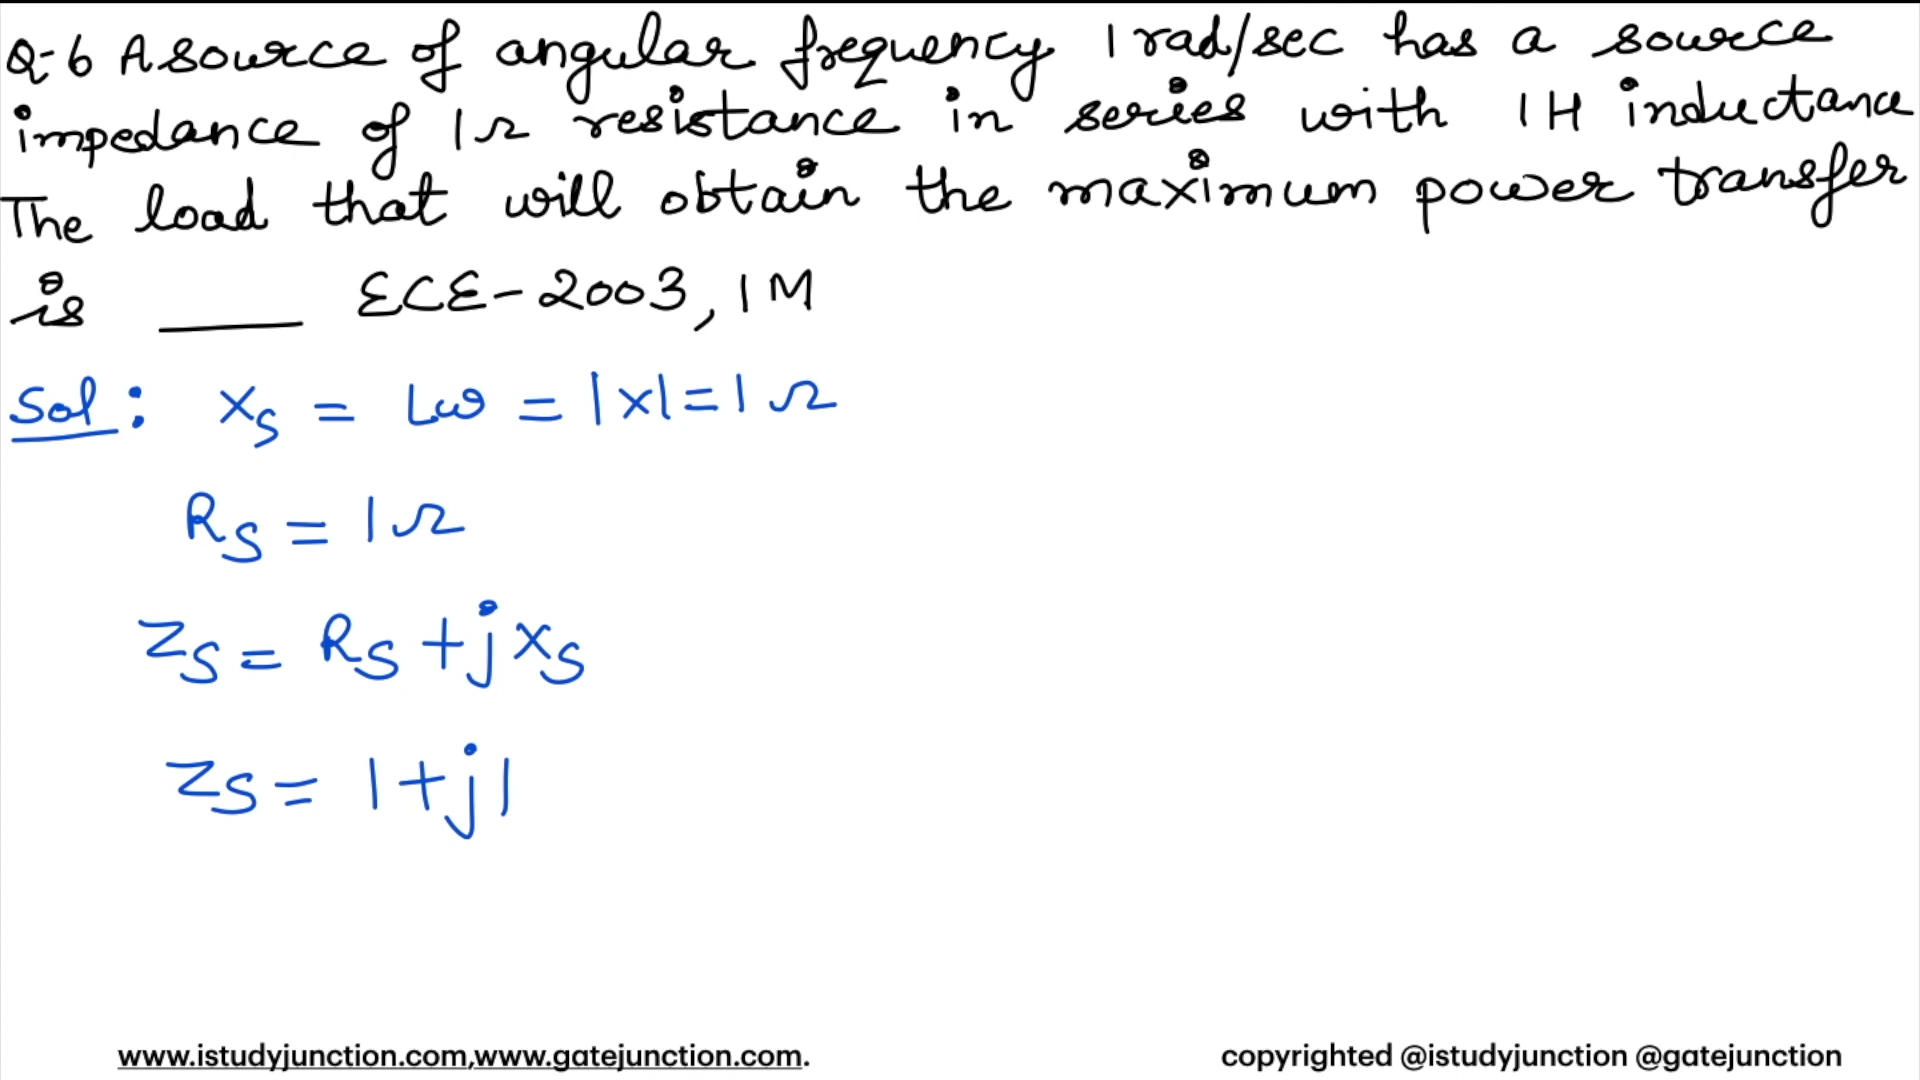 Q-6 A source of angular frequency 1 rad/sec has a source
impedance of 1Ω resistance in series with 1H inductance
The load that will obtain the maximum power transfer
is ____ ECE-2003, 1M
Sol: Xs = Lω = 1x1=1Ω
Rs = 1Ω
Zs = Rs + jXs
Zs = 1+j1
www.istudyjunction.com,www.gatejunction.com.
copyrighted @istudyjunction @gatejunction